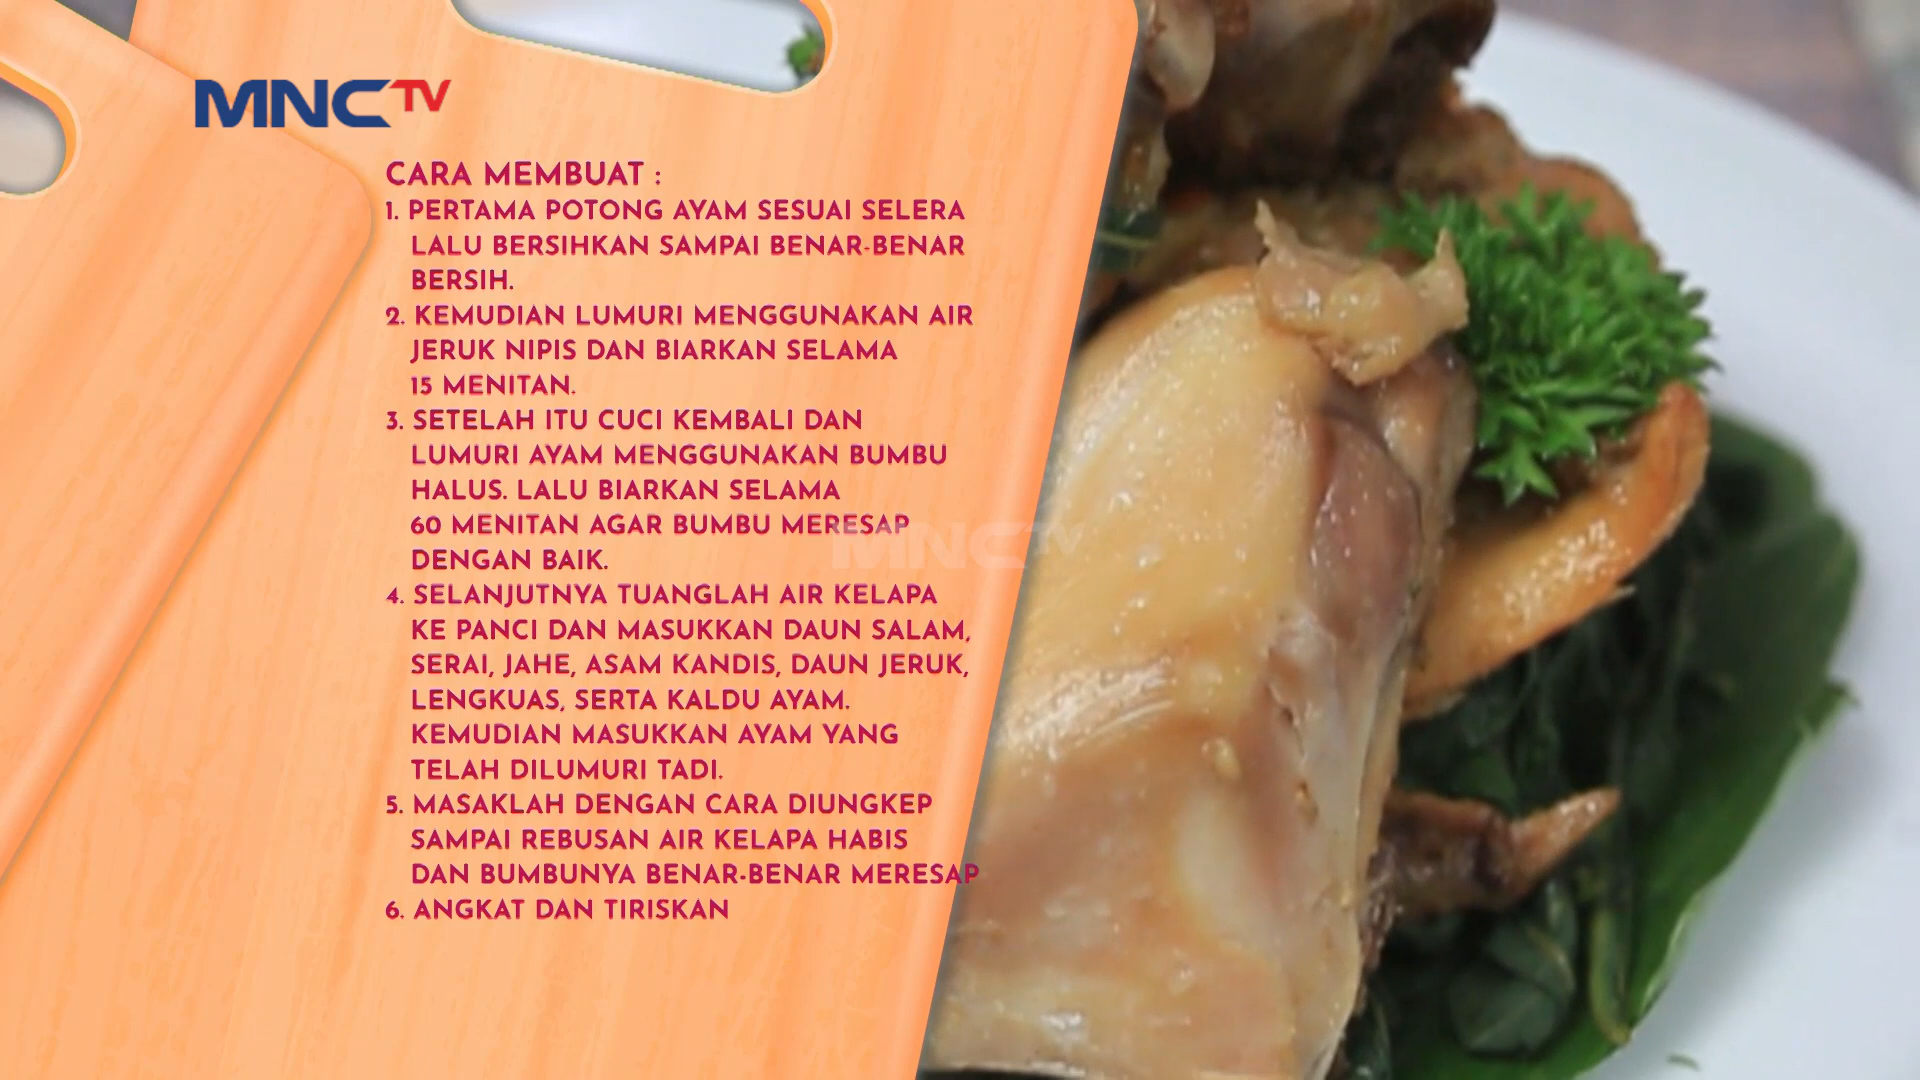 MNCTV
CARA MEMBUAT :
1. PERTAMA POTONG AYAM SESUAI SELERA
LALU BERSIHKAN SAMPAI BENAR-BENAR
BERSIH.
2. KEMUDIAN LUMURI MENGGUNAKAN AIR
JERUK NIPIS DAN BIARKAN SELAMA
15 MENITAN.
3. SETELAH ITU CUCI KEMBALI DAN
LUMURI AYAM MENGGUNAKAN BUMBU
HALUS. LALU BIARKAN SELAMA
60 MENITAN AGAR BUMBU MERESAP
MNCTV
DENGAN BAIK.
4. SELANJUTNYA TUANGLAH AIR KELAPA
KE PANCI DAN MASUKKAN DAUN SALAM,
SERAI, JAHE, ASAM KANDIS, DAUN JERUK,
LENGKUAS, SERTA KALDU AYAM.
KEMUDIAN MASUKKAN AYAM YANG
TELAH DILUMURI TADI.
5. MASAKLAH DENGAN CARA DIUNGKEP
SAMPAI REBUSAN AIR KELAPA HABIS
DAN BUMBUNYA BENAR-BENAR MERESAP
6. ANGKAT DAN TIRISKAN